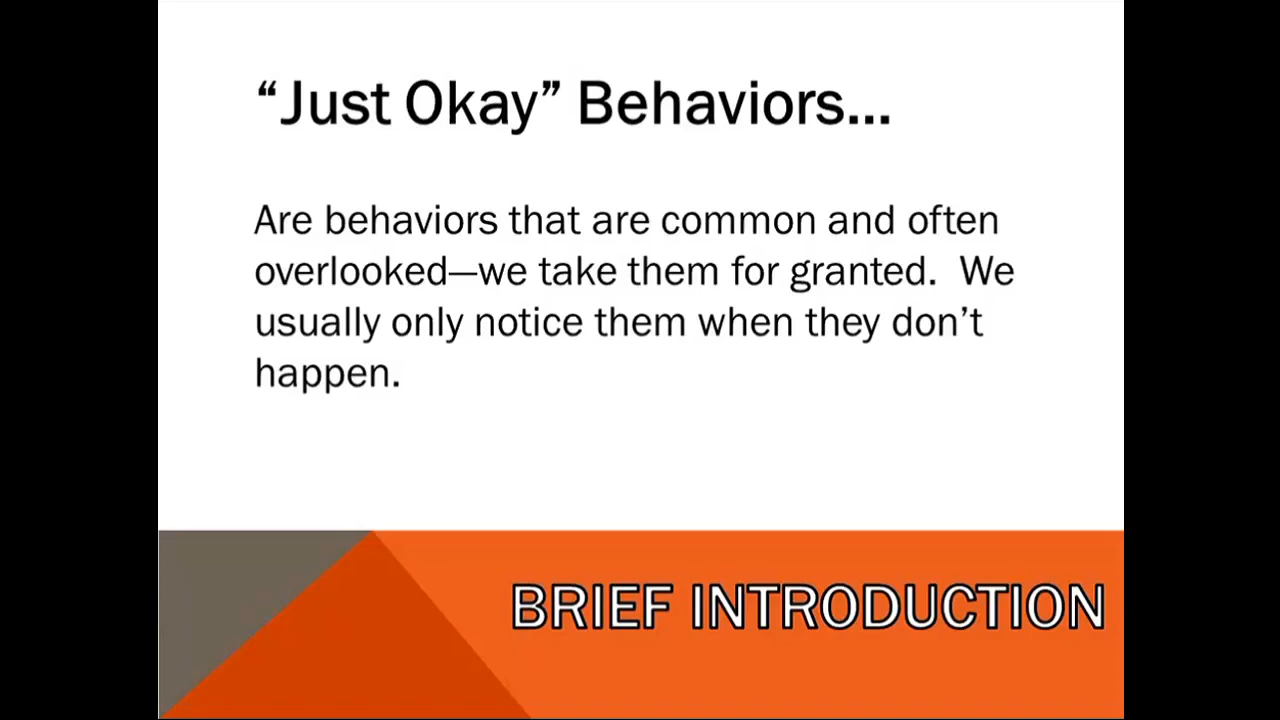 “Just Okay” Behaviors...
Are behaviors that are common and often
overlooked—we take them for granted.  We
usually only notice them when they don’t
happen.
BRIEF INTRODUCTION